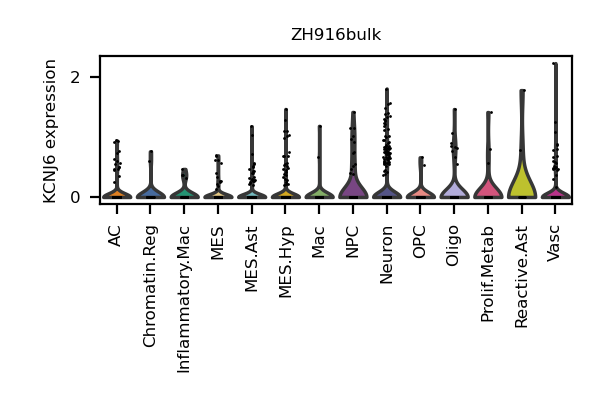 ZH916bulk
KCNJ6 expression
2
0
AC
Chromatin.Reg
Inflammatory.Mac
MES
MES.Ast
MES.Hyp
Mac
NPC
Neuron
OPC
Oligo
Prolif.Metab
Reactive.Ast
Vasc